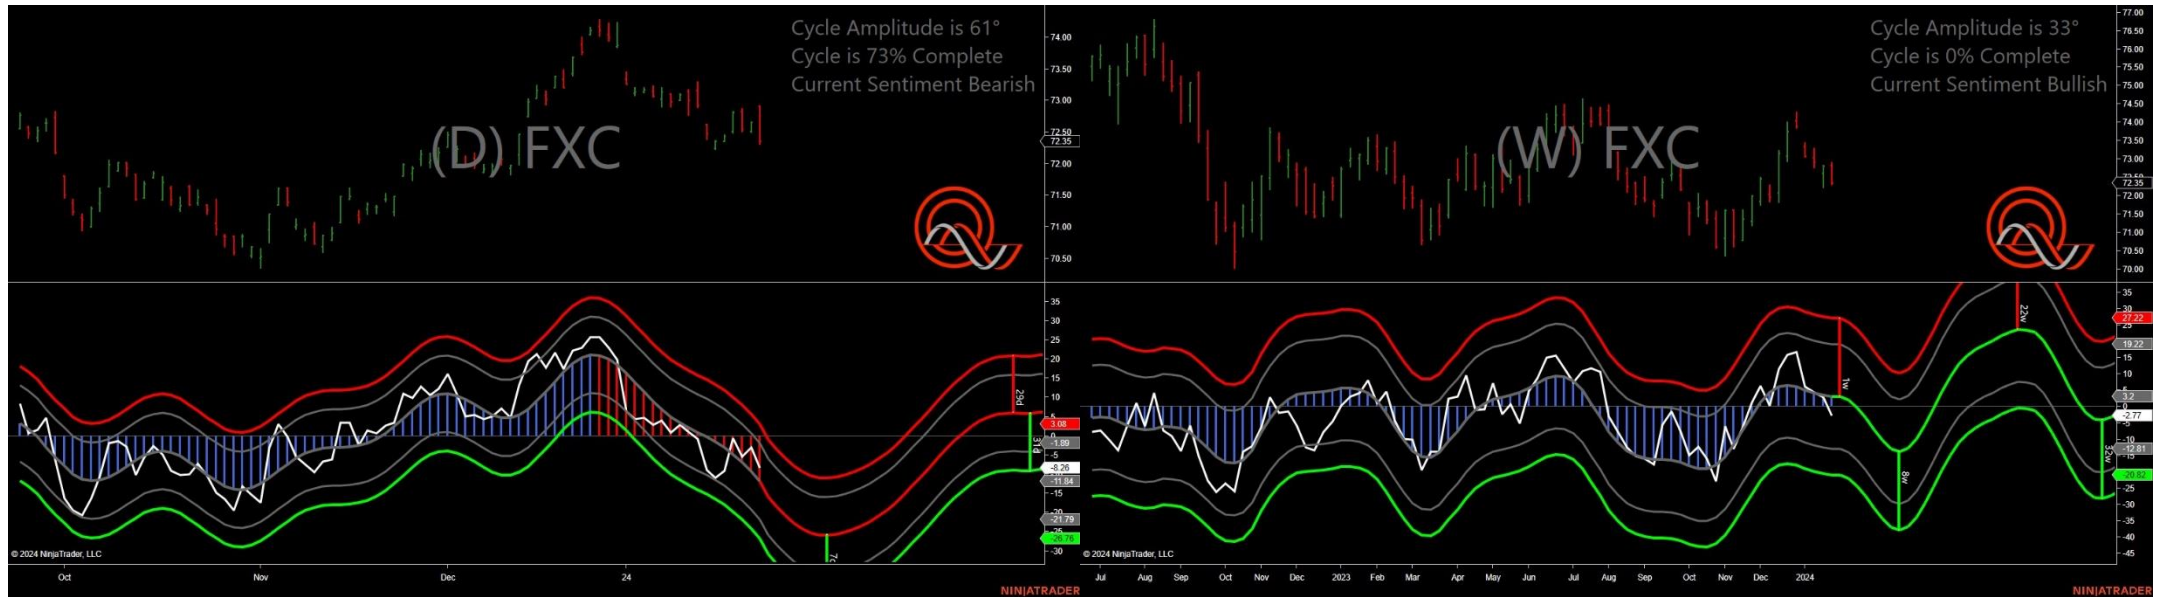 Cycle Amplitude is 61°
Cycle is 73% Complete
Current Sentiment Bearish
(D) FXC
74.00
73.00
72.50
72.35
72.00
71.50
71.00
70.50
35
30
25
20
15
10
5
3.08
-1.89
-5
-8.26
-11.84
-15
-21.79
-26.76
-30
29d
© 2024 NinjaTrader, LLC
Oct
Nov
Dec
24
NINJATRADER
Cycle Amplitude is 33°
Cycle is 0% Complete
Current Sentiment Bullish
(W) FXC
77.00
76.50
76.00
75.50
75.00
74.50
74.00
73.50
73.00
72.35
72.00
71.50
71.00
70.50
70.00
35
30
27.22
25
19.22
15
10
5
3.2
0
-2.77
-5
-10
-12.81
-15
-20.82
-25
-30
-35
-40
-45
1w
8w
22w
32w
© 2024 NinjaTrader, LLC
Jul Aug Sep Oct Nov Dec 2023 Feb Mar Apr May Jun Jul Aug Sep Oct Nov Dec 2024
NINJATRADER